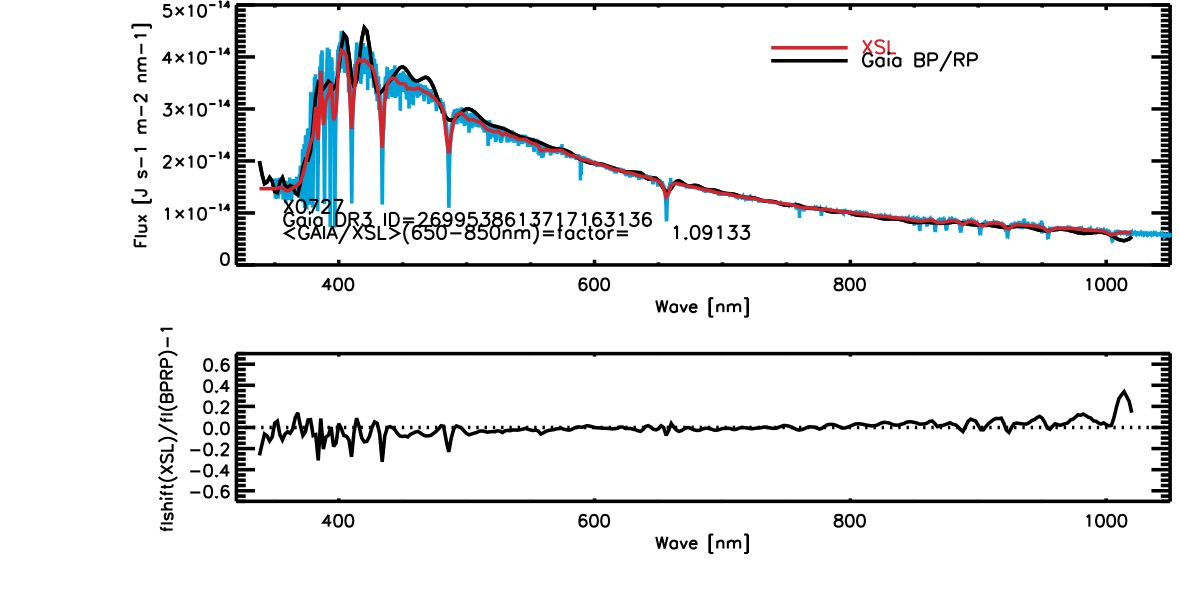 5×10−14
4×10−14
3×10−14
2×10−14
1×10−14
0
Flux [J s−1 m−2 nm−1]
XSL
Gaia BP/RP
X0727
Gaia DR3 ID=2699538613717163136
<GAIA/XSL>(650−850nm)=factor= 1.09133
400 600 800 1000
Wave [nm]
flshift(XSL)/fl(BPRP)−1
0.6
0.4
0.2
0.0
−0.2
−0.4
−0.6
400 600 800 1000
Wave [nm]